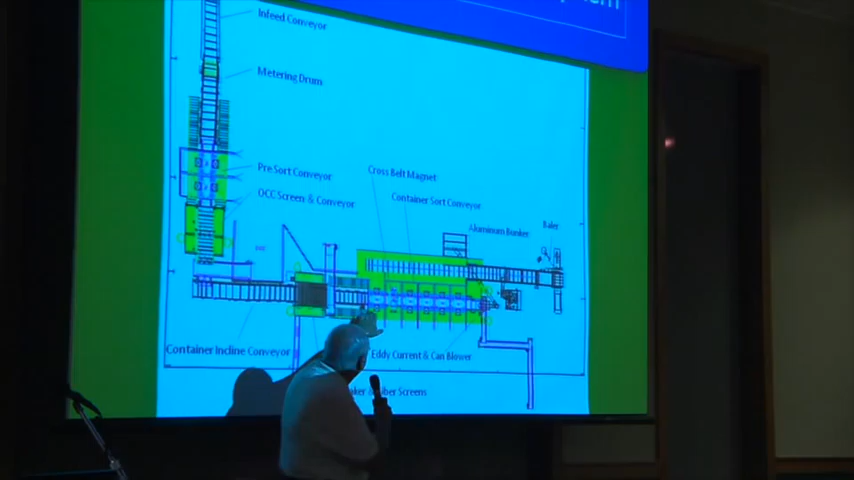 Infeed Conveyor
Metering Drum
Pre Sort Conveyor
OCC Screen & Conveyor
Cross Belt Magnet
Container Sort Conveyor
Aluminum Bunker
Baler
Container Incline Conveyor
Eddy Current & Can Blower
Screens